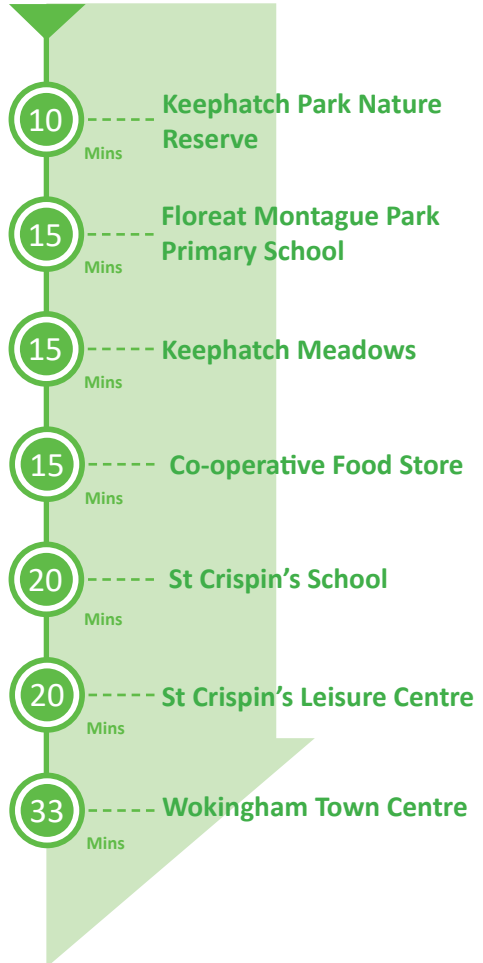 10
Mins
Keephatch Park Nature
Reserve
15
Mins
Floreat Montague Park
Primary School
15
Mins
Keephatch Meadows
15
Mins
Co-operative Food Store
20
Mins
St Crispin’s School
20
Mins
St Crispin’s Leisure Centre
33
Mins
Wokingham Town Centre